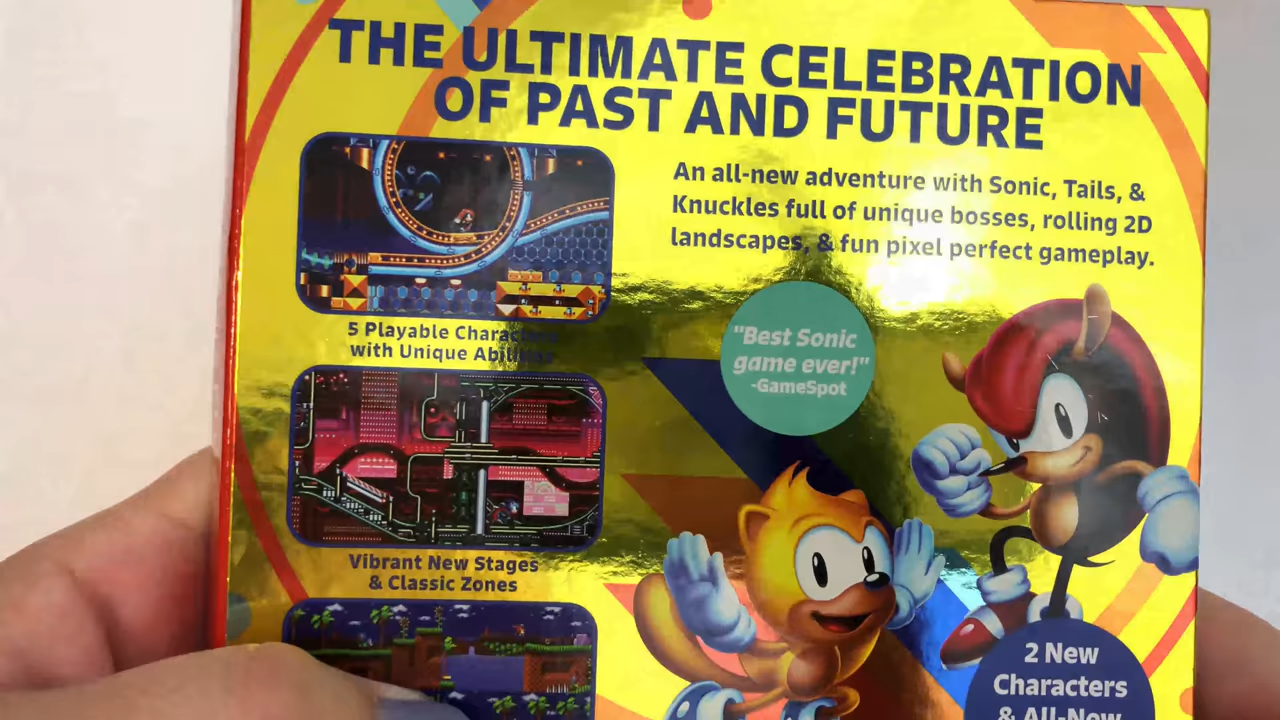 THE ULTIMATE CELEBRATION
OF PAST AND FUTURE
An all-new adventure with Sonic, Tails, &
Knuckles full of unique bosses, rolling 2D
landscapes, & fun pixel perfect gameplay.
5 Playable Characters
with Unique Abilities
"Best Sonic
game ever!"
-GameSpot
Vibrant New Stages
& Classic Zones
2 New
Characters
& All-New